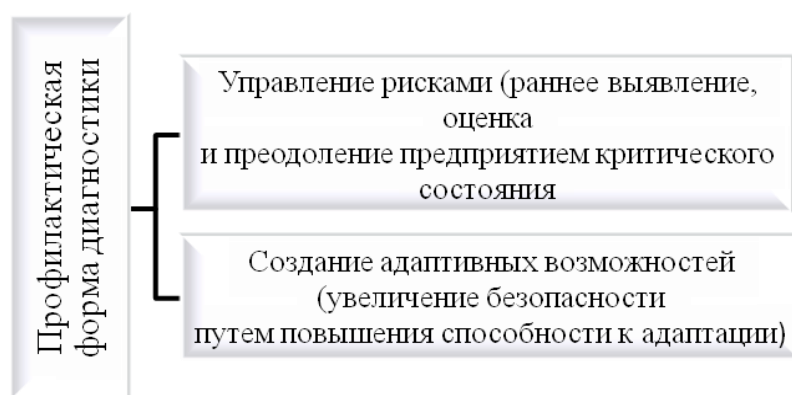 Профилактическая
форма диагностики
Управление рисками (раннее выявление,
оценка
и преодоление предприятием критического
состояния
Создание адаптивных возможностей
(увеличение безопасности
путем повышения способности к адаптации)